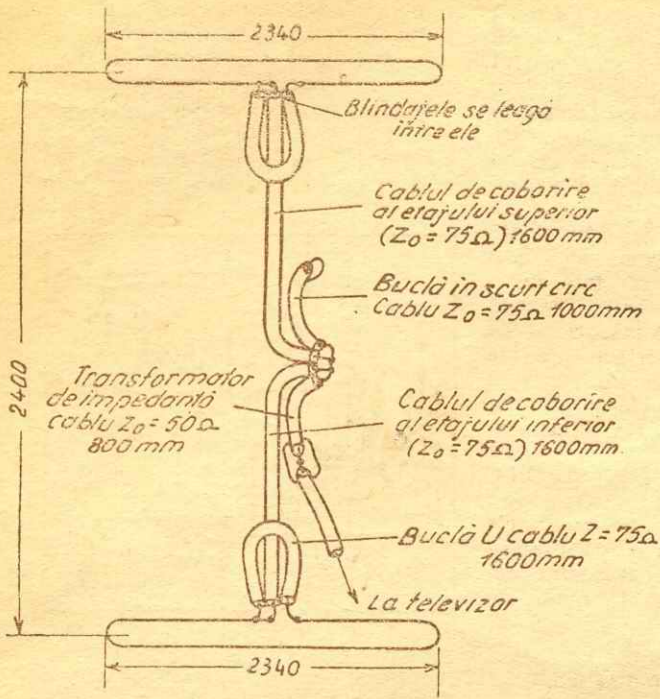 2340
Blindajele se leagă
între ele
Cablul de coborîre
al etajului superior
(Z₀ = 75Ω) 1600 mm
Buclă în scurt circ
Cablu Z₀ = 75Ω 1000mm
2400
Transformator
de impedanță
cablu Z₀ = 50Ω
800 mm
Cablul de coborîre
al etajului inferior
(Z₀ = 75Ω) 1600mm
Buclă U cablu Z = 75Ω
1600mm
La televizor
2340